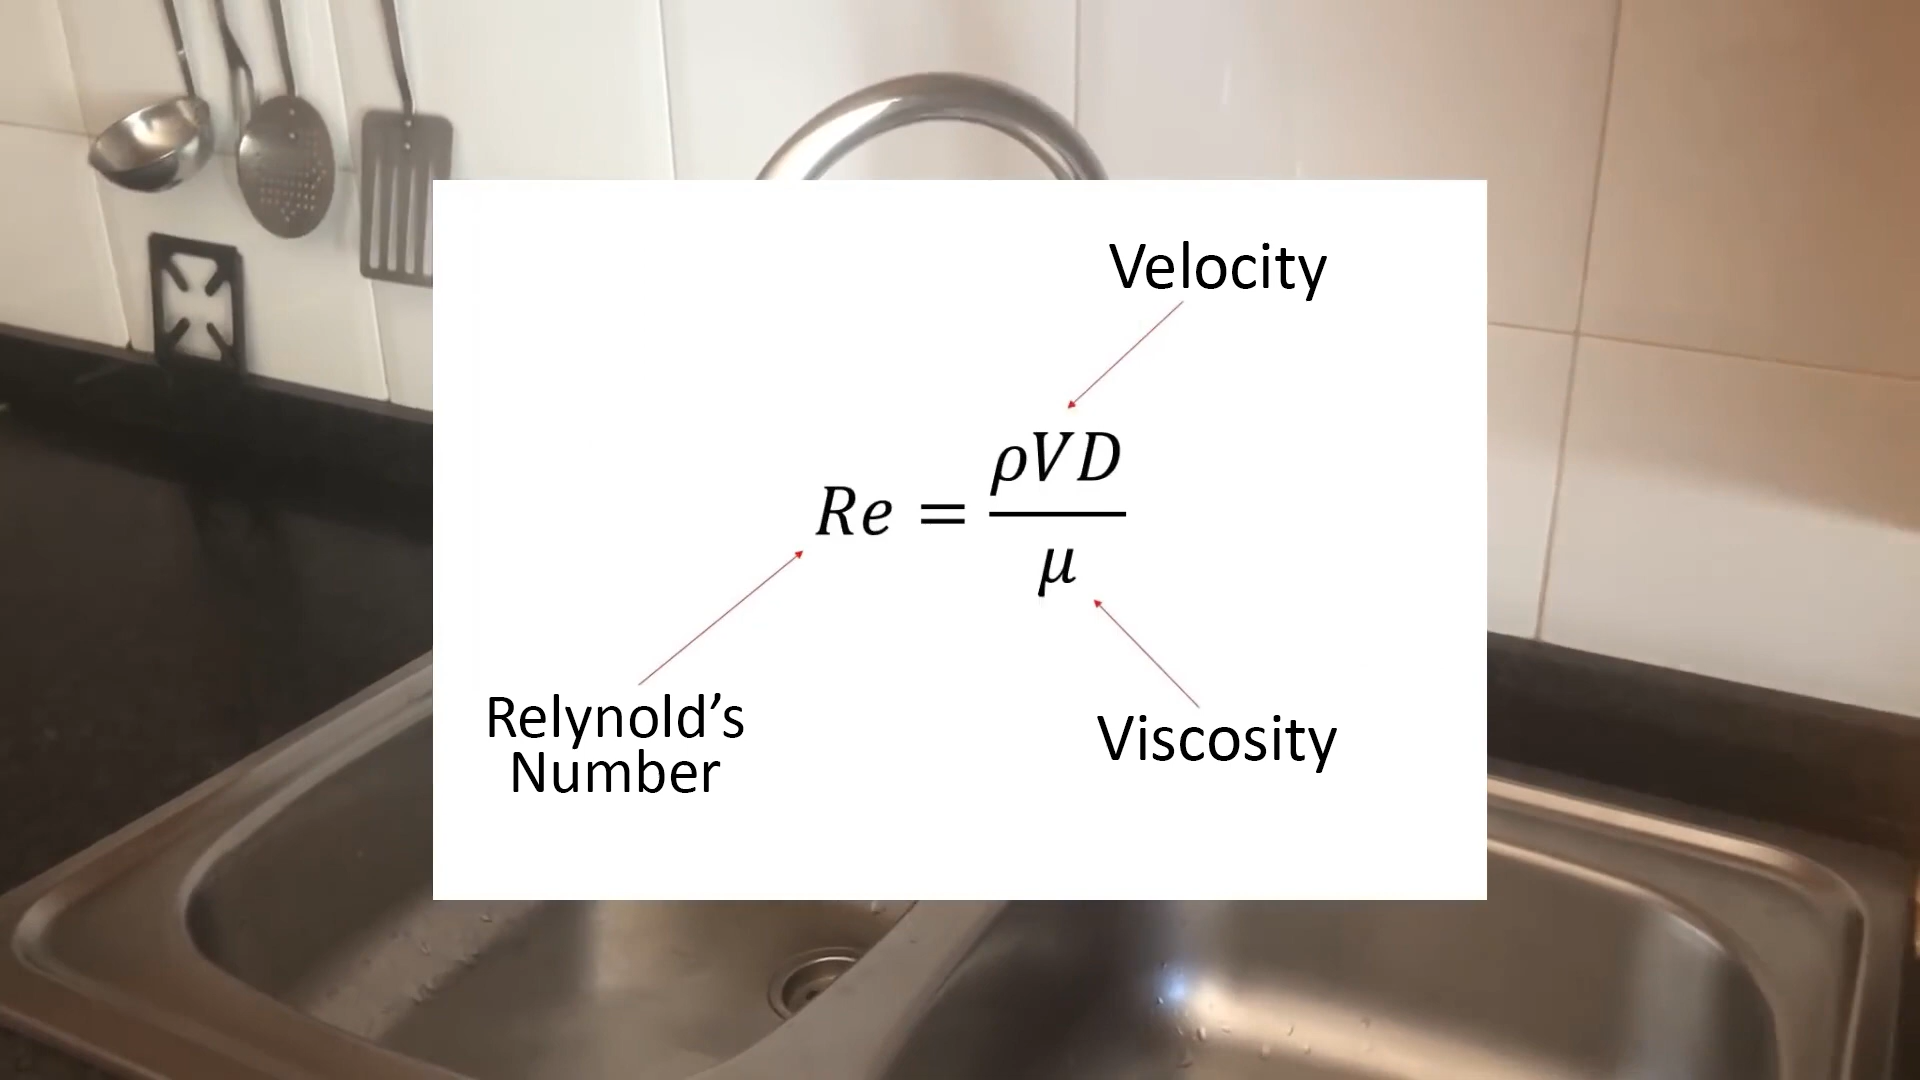 Velocity
Re = ρVD / μ
Relynold's
Number
Viscosity